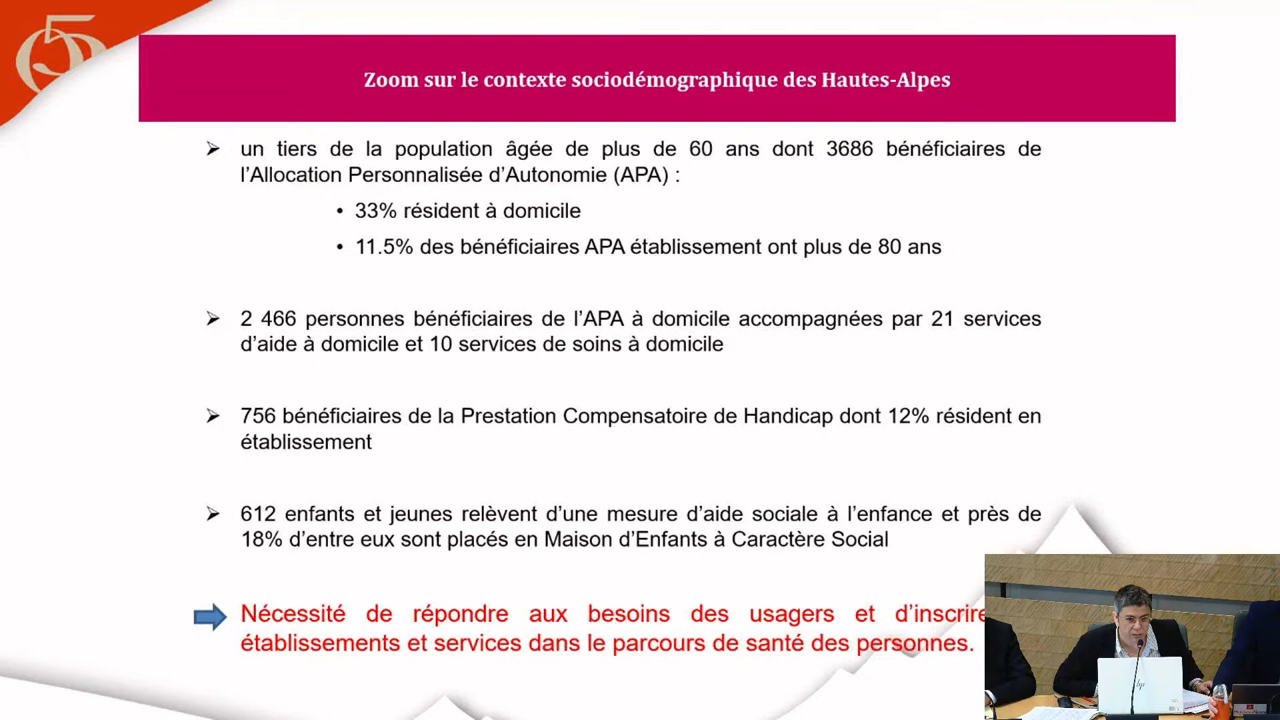 Zoom sur le contexte sociodémographique des Hautes-Alpes
un tiers de la population âgée de plus de 60 ans dont 3686 bénéficiaires de
l’Allocation Personnalisée d’Autonomie (APA) :
• 33% résident à domicile
• 11.5% des bénéficiaires APA établissement ont plus de 80 ans
2 466 personnes bénéficiaires de l’APA à domicile accompagnées par 21 services
d’aide à domicile et 10 services de soins à domicile
756 bénéficiaires de la Prestation Compensatoire de Handicap dont 12% résident en
établissement
612 enfants et jeunes relèvent d’une mesure d’aide sociale à l’enfance et près de
18% d’entre eux sont placés en Maison d’Enfants à Caractère Social
Nécessité de répondre aux besoins des usagers et d’inscrire
établissements et services dans le parcours de santé des personnes.
hp